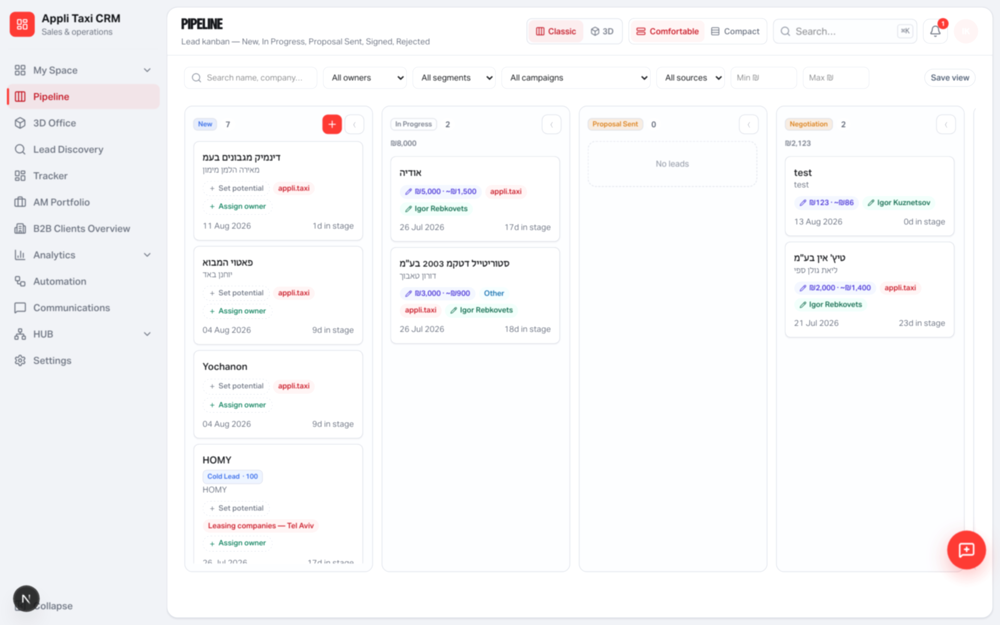 Appli Taxi CRM
Sales & operations
My Space
Pipeline
3D Office
Lead Discovery
Tracker
AM Portfolio
B2B Clients Overview
Analytics
Automation
Communications
HUB
Settings
N
Collapse
PIPELINE
Lead kanban — New, In Progress, Proposal Sent, Signed, Rejected
Classic 3D
Comfortable Compact
Search... ⌘K
1
IK
Search name, company...
All owners
All segments
All campaigns
All sources
Min ₪
Max ₪
Save view
New 7
דינמיק מגבונים בעמ
מאירה הלמן מימון
+ Set potential appli.taxi
+ Assign owner
11 Aug 2026 1d in stage
פאטוי המבוא
יוחנן באד
+ Set potential appli.taxi
+ Assign owner
04 Aug 2026 9d in stage
Yochanon
+ Set potential appli.taxi
+ Assign owner
04 Aug 2026 9d in stage
HOMY
Cold Lead · 100
HOMY
+ Set potential
Leasing companies — Tel Aviv
+ Assign owner
26 Jul 2026 17d in stage
In Progress 2
₪8,000
אודיה
₪5,000 · ~₪1,500 appli.taxi
Igor Rebkovets
26 Jul 2026 17d in stage
סטוריטייל דטקמ 2003 בע"מ
דורון טאבוך
₪3,000 · ~₪900 Other
appli.taxi Igor Rebkovets
26 Jul 2026 18d in stage
Proposal Sent 0
No leads
Negotiation 2
₪2,123
test
test
₪123 · ~₪86 Igor Kuznetsov
13 Aug 2026 0d in stage
טיץ' אין בע"מ
ליאת גולן ספי
₪2,000 · ~₪1,400 appli.taxi
Igor Rebkovets
21 Jul 2026 23d in stage